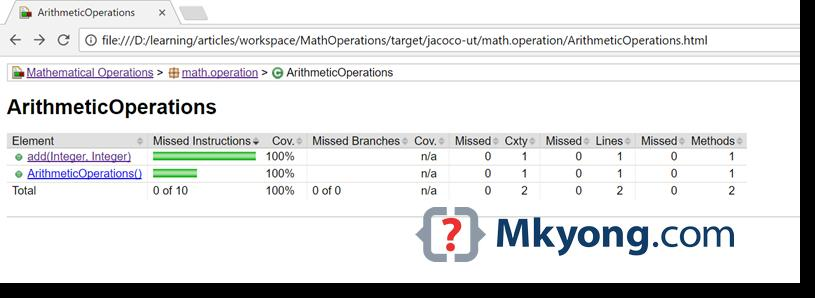 ArithmeticOperations
file:///D:/learning/articles/workspace/MathOperations/target/jacoco-ut/math.operation/ArithmeticOperations.html
Mathematical Operations > math.operation > C ArithmeticOperations
ArithmeticOperations
Element Missed Instructions Cov. Missed Branches Cov. Missed Cxty Missed Lines Missed Methods
add(Integer, Integer) 100% n/a 0 1 0 1 0 1
ArithmeticOperations() 100% n/a 0 1 0 1 0 1
Total 0 of 10 100% 0 of 0 n/a 0 2 0 2 0 2
{?} Mkyong.com